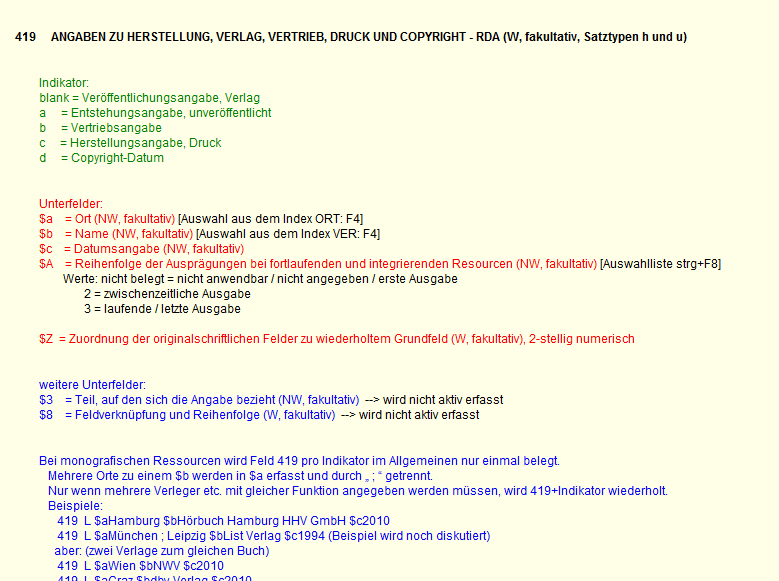 419 ANGABEN ZU HERSTELLUNG, VERLAG, VERTRIEB, DRUCK UND COPYRIGHT - RDA (W, fakultativ, Satztypen h und u)
Indikator:
blank = Veröffentlichungsangabe, Verlag
a = Entstehungsangabe, unveröffentlicht
b = Vertriebsangabe
c = Herstellungsangabe, Druck
d = Copyright-Datum
Unterfelder:
$a = Ort (NW, fakultativ) [Auswahl aus dem Index ORT: F4]
$b = Name (NW, fakultativ) [Auswahl aus dem Index VER: F4]
$c = Datumsangabe (NW, fakultativ)
$A = Reihenfolge der Ausprägungen bei fortlaufenden und integrierenden Resourcen (NW, fakultativ) [Auswahlliste strg+F8]
Werte: nicht belegt = nicht anwendbar / nicht angegeben / erste Ausgabe
2 = zwischenzeitliche Ausgabe
3 = laufende / letzte Ausgabe
$Z = Zuordnung der originalschriftlichen Felder zu wiederholtem Grundfeld (W, fakultativ), 2-stellig numerisch
weitere Unterfelder:
$3 = Teil, auf den sich die Angabe bezieht (NW, fakultativ) --> wird nicht aktiv erfasst
$8 = Feldverknüpfung und Reihenfolge (W, fakultativ) --> wird nicht aktiv erfasst
Bei monografischen Ressourcen wird Feld 419 pro Indikator im Allgemeinen nur einmal belegt.
Mehrere Orte zu einem $b werden in $a erfasst und durch „ ; “ getrennt.
Nur wenn mehrere Verleger etc. mit gleicher Funktion angegeben werden müssen, wird 419+Indikator wiederholt.
Beispiele:
419 L $aHamburg $bHörbuch Hamburg HHV GmbH $c2010
419 L $aMünchen ; Leipzig $bList Verlag $c1994 (Beispiel wird noch diskutiert)
aber: (zwei Verlage zum gleichen Buch)
419 L $aWien $bNWV $c2010
419 L $aGraz $bdbv Verlag $c2010